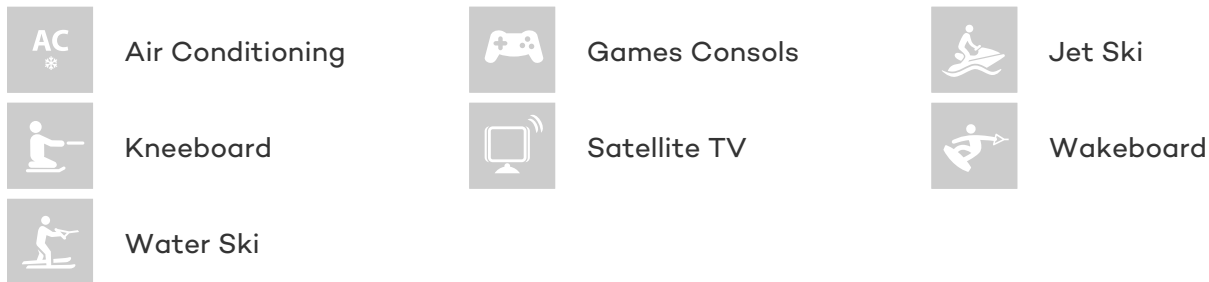 AC
Air Conditioning
Games Consols
Jet Ski
Kneeboard
Satellite TV
Wakeboard
Water Ski